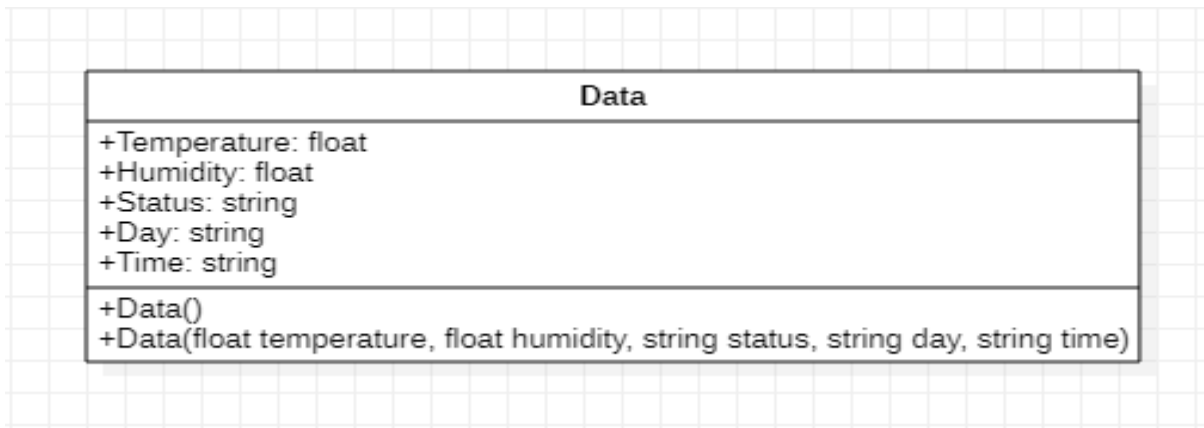 Data
+Temperature: float
+Humidity: float
+Status: string
+Day: string
+Time: string
+Data()
+Data(float temperature, float humidity, string status, string day, string time)